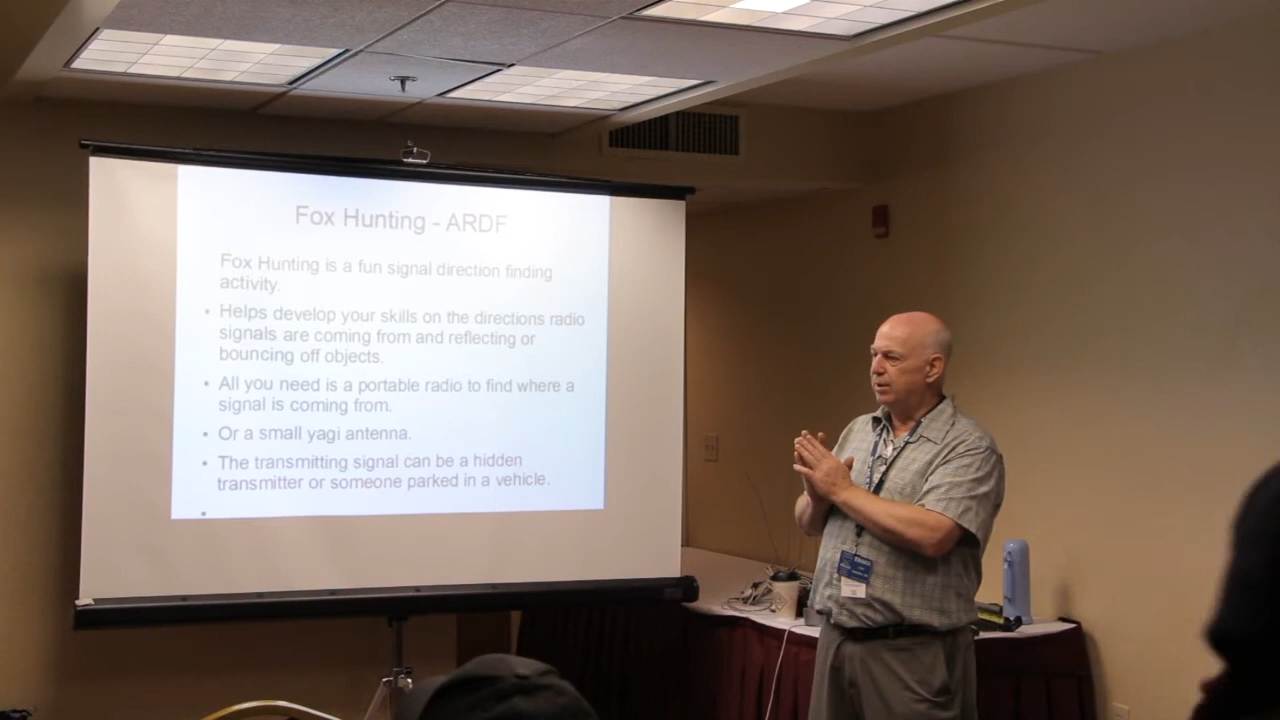 Fox Hunting - ARDF
Fox Hunting is a fun signal direction finding
activity.
• Helps develop your skills on the directions radio
signals are coming from and reflecting or
bouncing off objects.
• All you need is a portable radio to find where a
signal is coming from.
• Or a small yagi antenna.
• The transmitting signal can be a hidden
transmitter or someone parked in a vehicle.
•